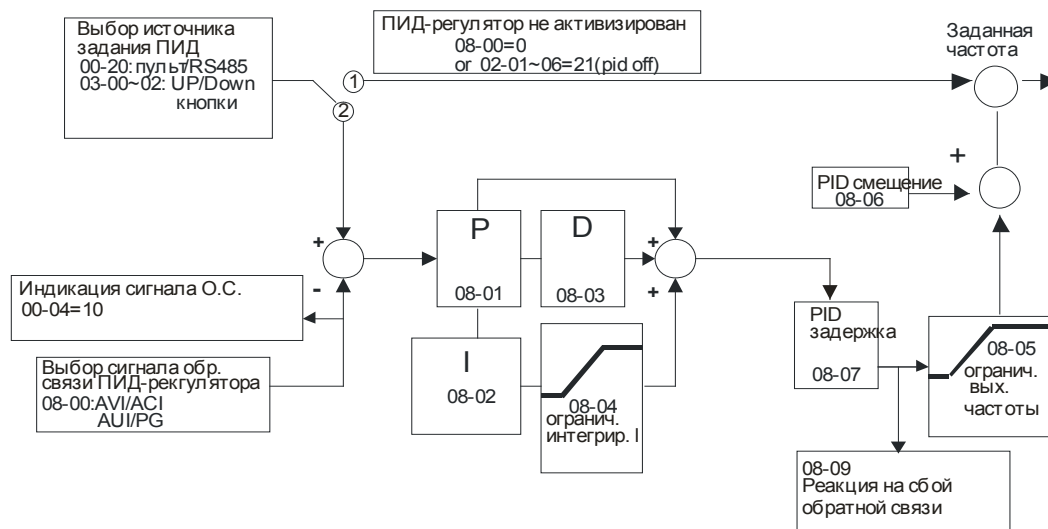 Выбор источника
задания ПИД
00-20: пульт/RS485
03-00~02: UP/Down
кнопки
ПИД-регулятор не активизирован
08-00=0
or 02-01~06=21(pid off)
Заданная
частота
1
2
+
PID смещение
08-06
P
08-01
D
08-03
+
-
+
+
Индикация сигнала О.С.
00-04=10
Выбор сигнала обр.
связи ПИД-рекгулятора
08-00:AVI/ACI
AUI/PG
I
08-02
08-04
огранич.
интегрир. I
PID
задержка
08-07
08-05
огранич.
вых.
частоты
08-09
Реакция на сбой
обратной связи